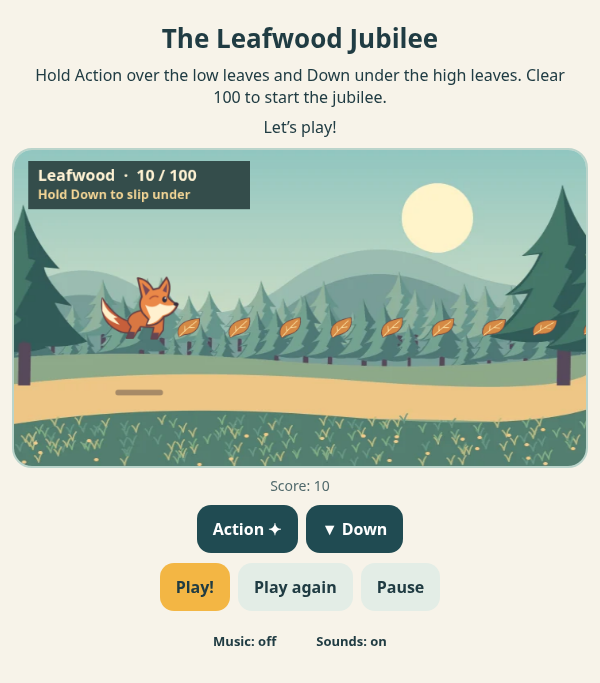 The Leafwood Jubilee
Hold Action over the low leaves and Down under the high leaves. Clear
100 to start the jubilee.
Let’s play!
Leafwood · 10 / 100
Hold Down to slip under
Score: 10
Action ✦
▼ Down
Play!
Play again
Pause
Music: off
Sounds: on